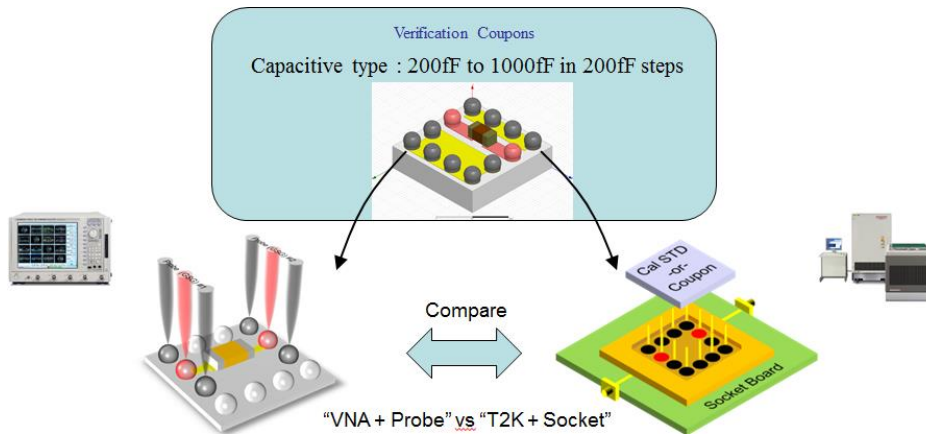 Verification Coupons
Capacitive type : 200fF to 1000fF in 200fF steps
Cal STD
-or-
Coupon
Compare
Socket Board
“VNA + Probe” vs “T2K + Socket”